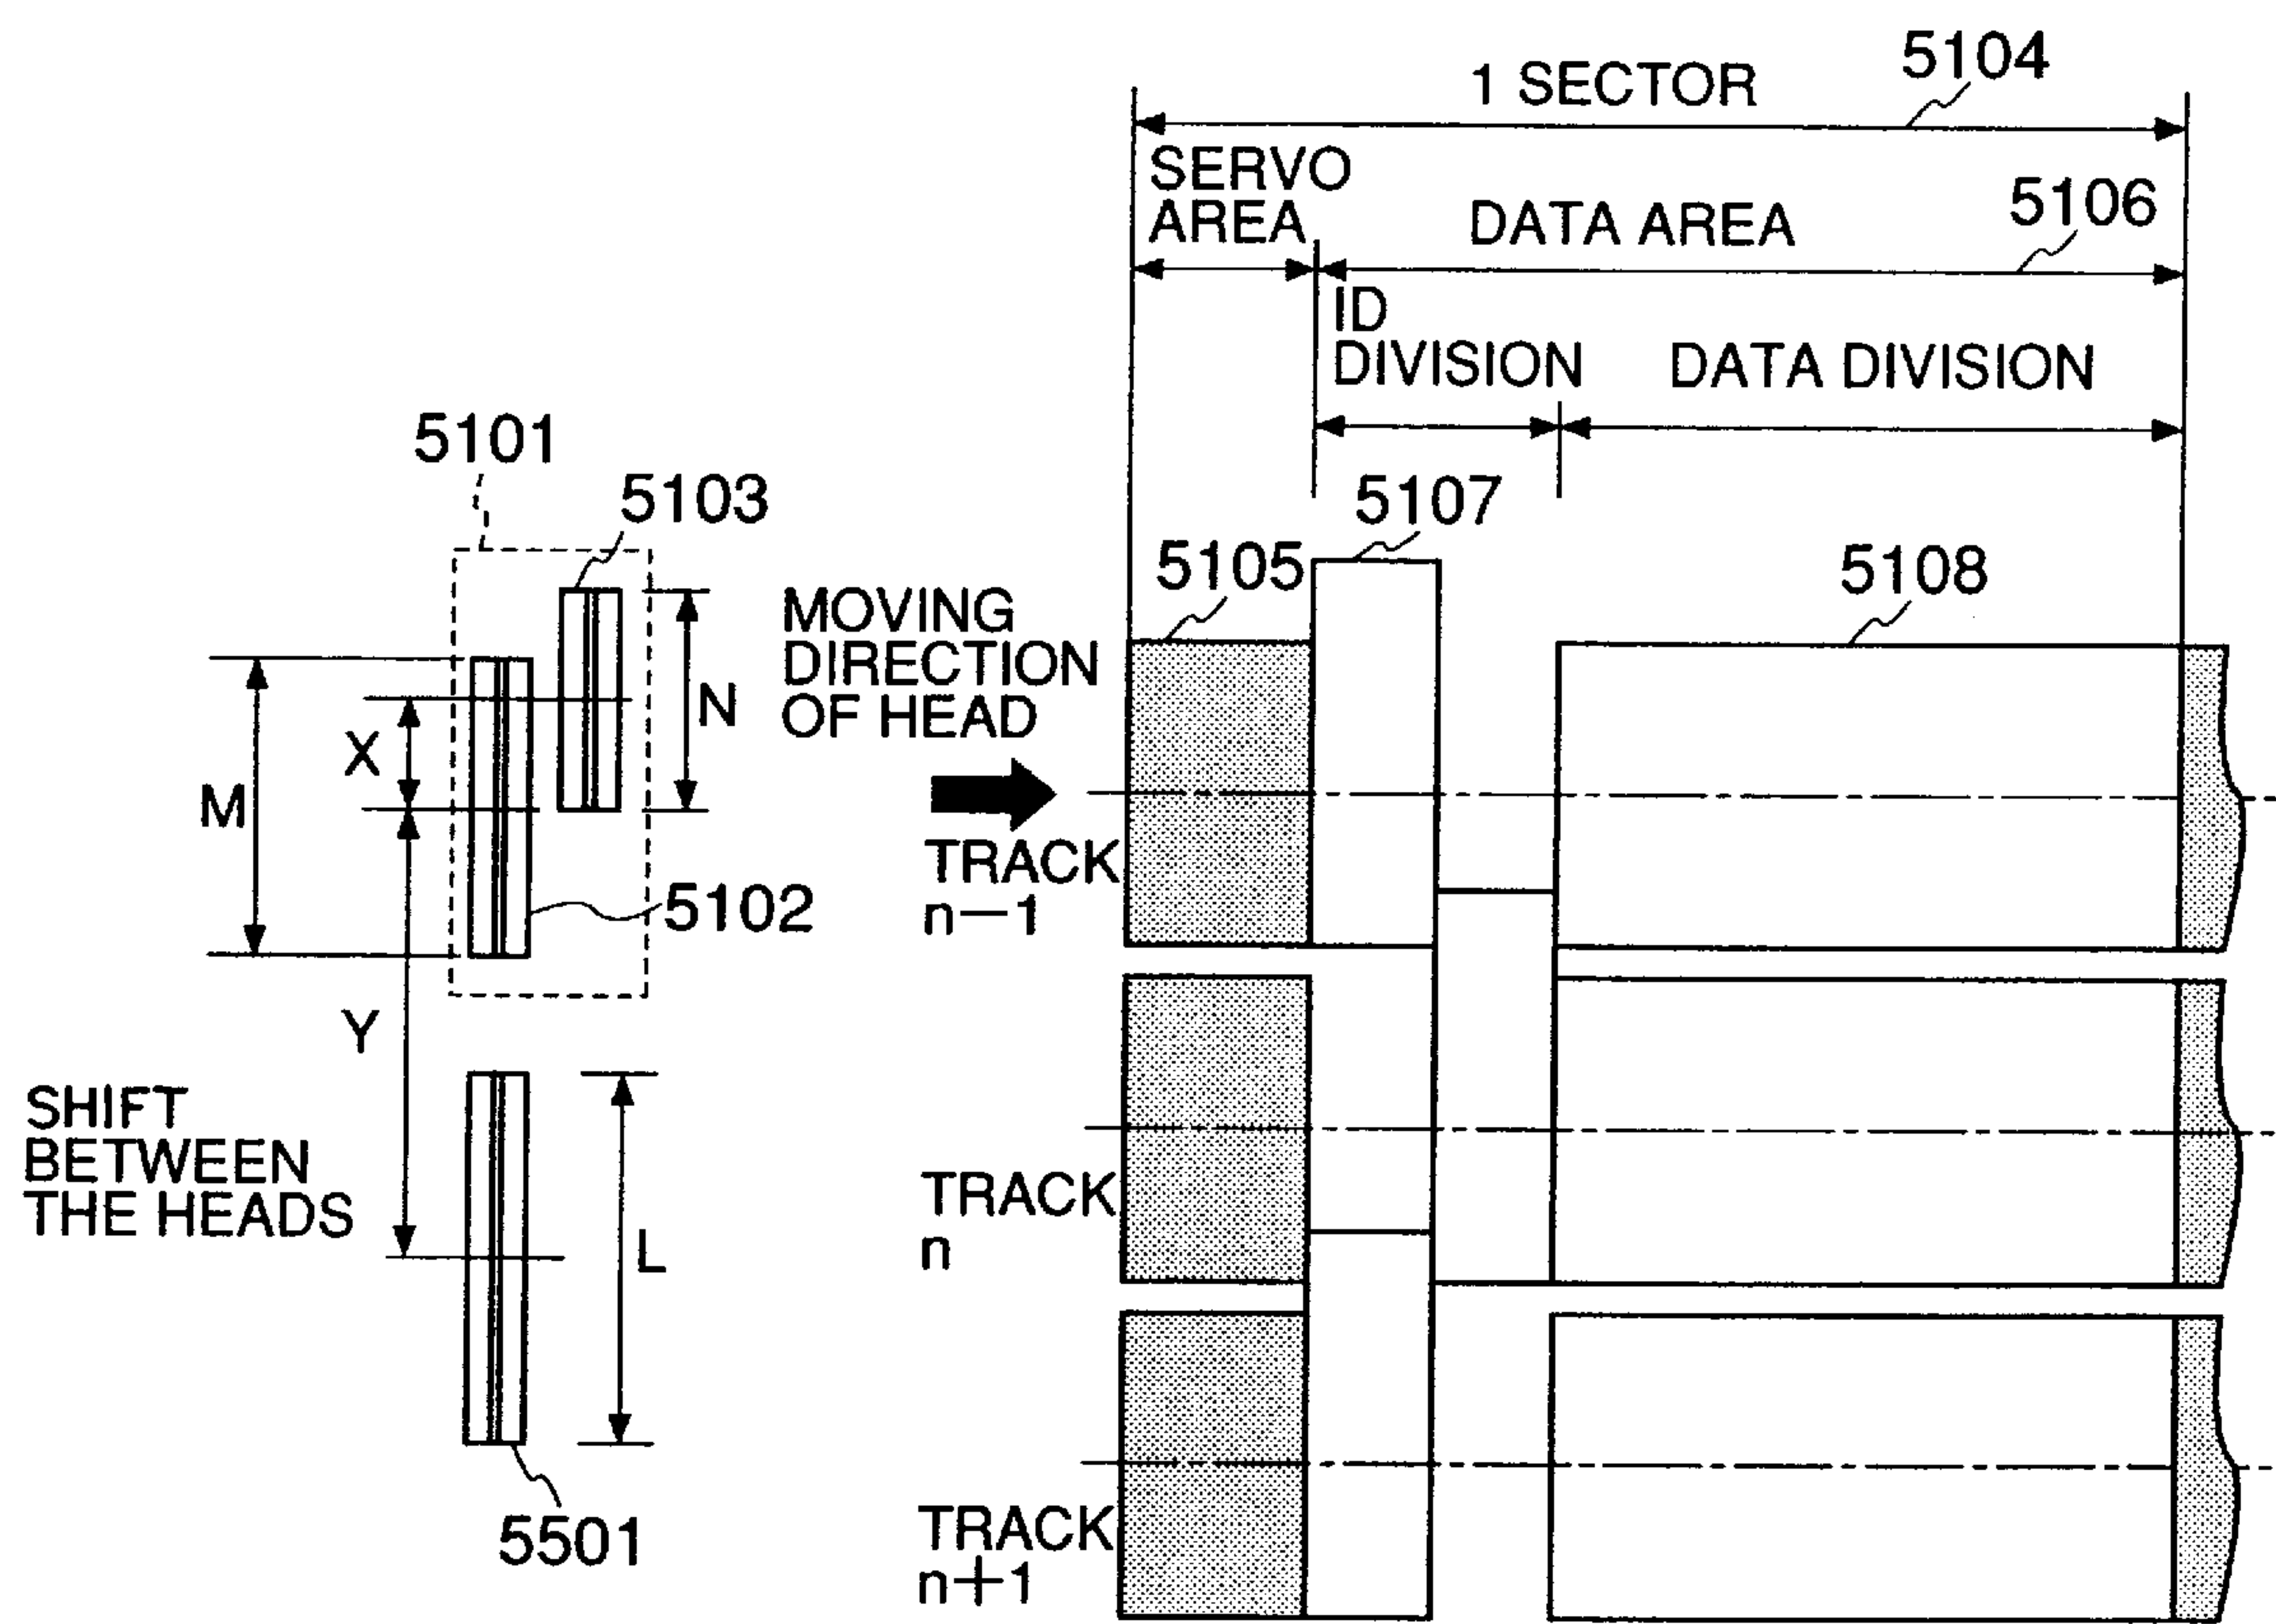 5104
1 SECTOR
SERVO
AREA
5106
DATA AREA
ID
DIVISION
DATA DIVISION
5101
5103
5107
5105
5108
MOVING
DIRECTION
OF HEAD
N
X
M
TRACK
n−1
5102
Y
SHIFT
BETWEEN
THE HEADS
L
TRACK
n
5501
TRACK
n+1